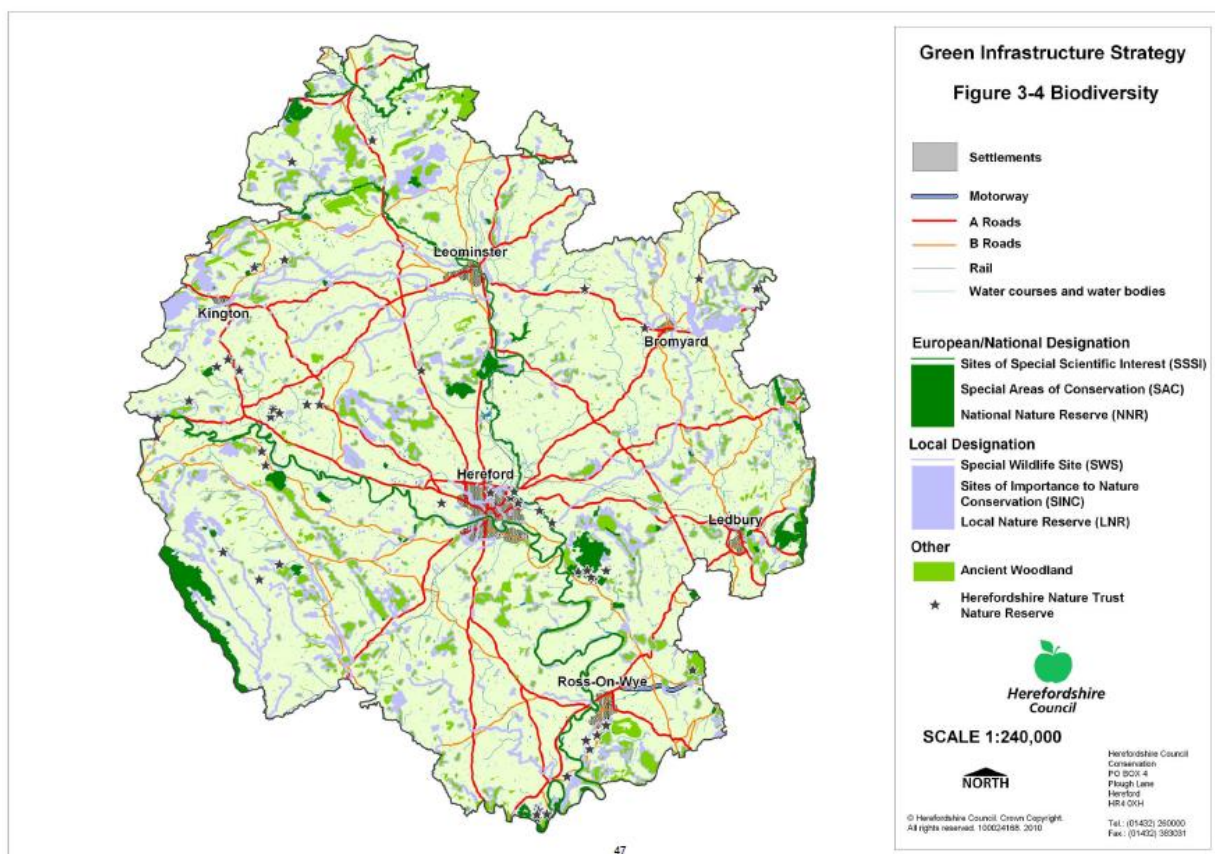 Green Infrastructure Strategy
Figure 3-4 Biodiversity
Settlements
Motorway
A Roads
B Roads
Rail
Water courses and water bodies
European/National Designation
Sites of Special Scientific Interest (SSSI)
Special Areas of Conservation (SAC)
National Nature Reserve (NNR)
Local Designation
Special Wildlife Site (SWS)
Sites of Importance to Nature
Conservation (SINC)
Local Nature Reserve (LNR)
Other
Ancient Woodland
Herefordshire Nature Trust
Nature Reserve
Herefordshire
Council
SCALE 1:240,000
NORTH
Herefordshire Council
Conservation
PO BOX 4
Plough Lane
Hereford
HR4 0XH
Tel.: (01432) 260000
Fax.: (01432) 383031
© Herefordshire Council. Crown Copyright.
All rights reserved. 100024168. 2010
Leominster
Kington
Bromyard
Hereford
Ledbury
Ross-On-Wye
47